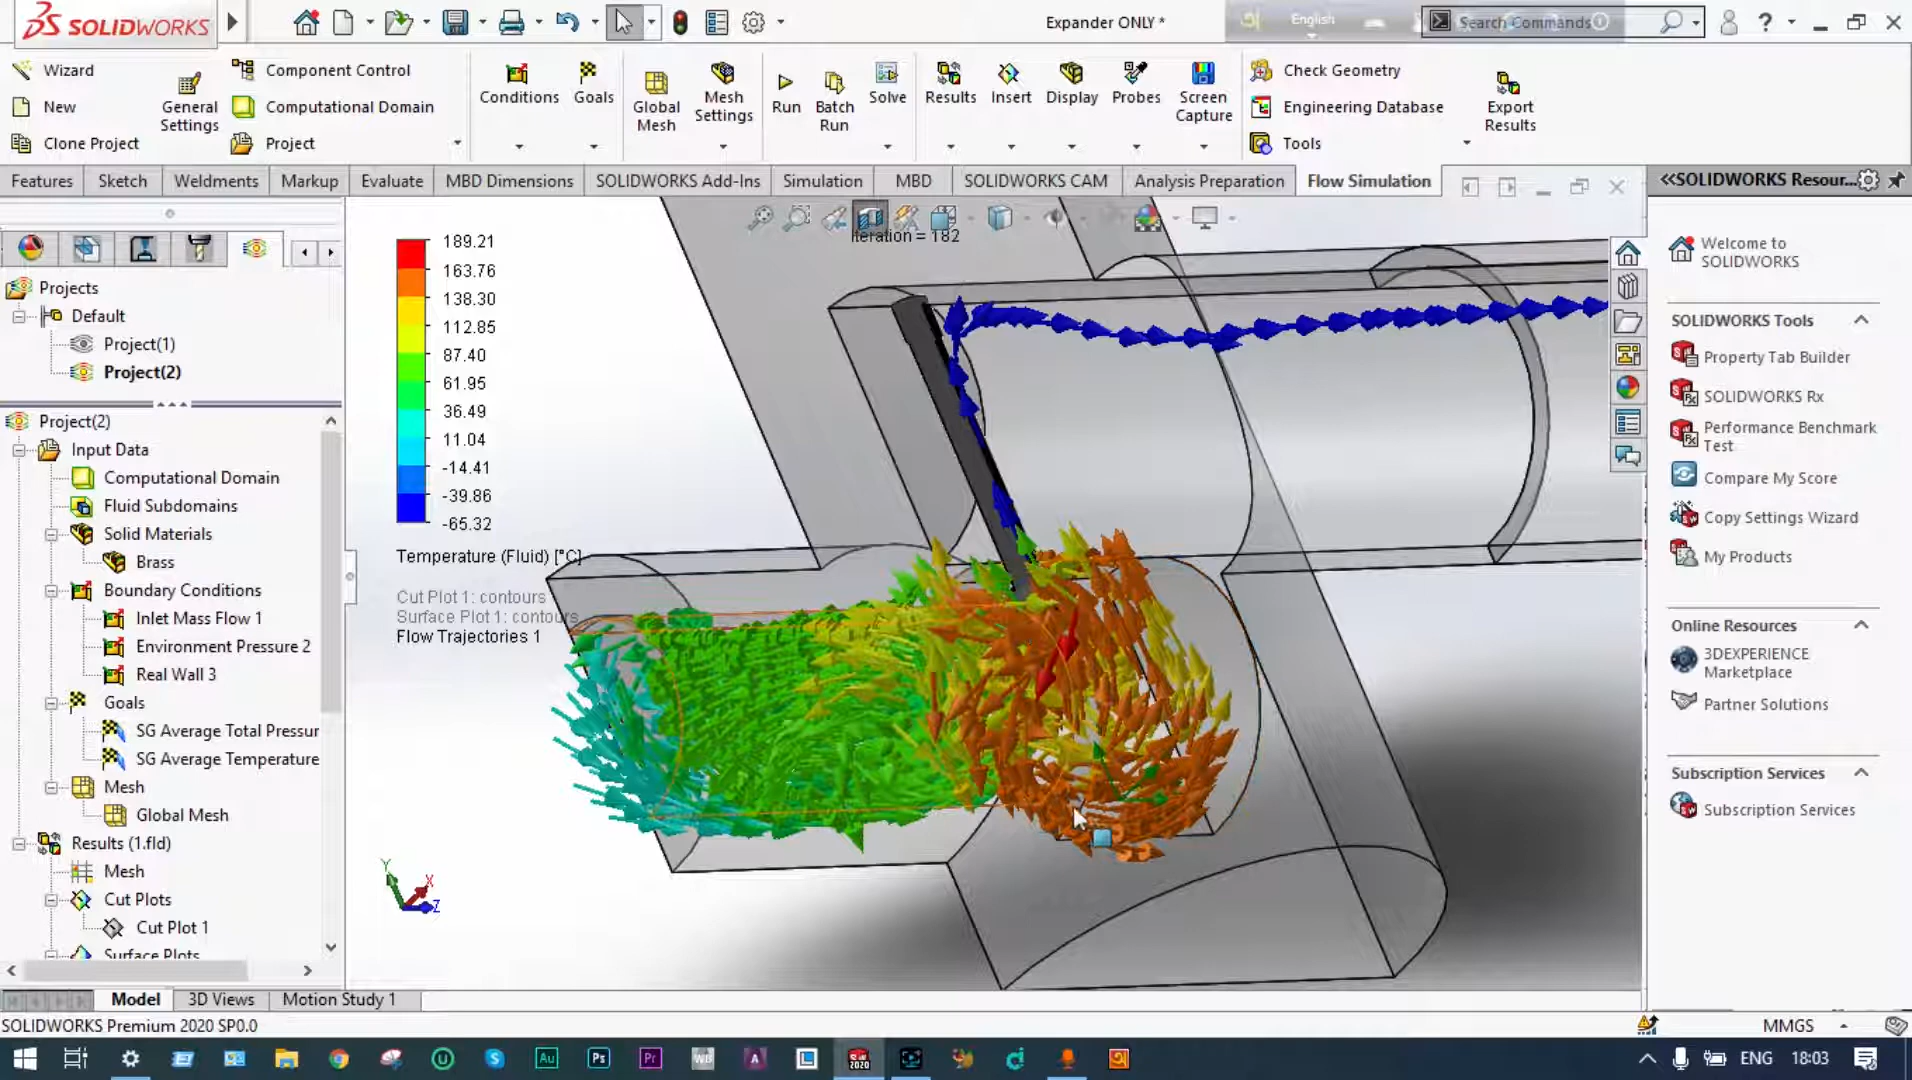 SOLIDWORKS
Expander ONLY *
English
Search Commands
Wizard
New
Clone Project
General Settings
Component Control
Computational Domain
Project
Conditions
Goals
Global Mesh
Mesh Settings
Run
Batch Run
Solve
Results
Insert
Display
Probes
Screen Capture
Check Geometry
Engineering Database
Tools
Export Results
Features
Sketch
Weldments
Markup
Evaluate
MBD Dimensions
SOLIDWORKS Add-Ins
Simulation
MBD
SOLIDWORKS CAM
Analysis Preparation
Flow Simulation
Projects
Default
Project(1)
Project(2)
Project(2)
Input Data
Computational Domain
Fluid Subdomains
Solid Materials
Brass
Boundary Conditions
Inlet Mass Flow 1
Environment Pressure 2
Real Wall 3
Goals
SG Average Total Pressur
SG Average Temperature
Mesh
Global Mesh
Results (1.fld)
Mesh
Cut Plots
Cut Plot 1
Surface Plots
Iteration = 182
189.21
163.76
138.30
112.85
87.40
61.95
36.49
11.04
-14.41
-39.86
-65.32
Temperature (Fluid) [°C]
Cut Plot 1: contours
Surface Plot 1: contours
Flow Trajectories 1
Y
X
Z
«SOLIDWORKS Resour...
Welcome to
SOLIDWORKS
SOLIDWORKS Tools
Property Tab Builder
SOLIDWORKS Rx
Performance Benchmark
Test
Compare My Score
Copy Settings Wizard
My Products
Online Resources
3DEXPERIENCE
Marketplace
Partner Solutions
Subscription Services
Subscription Services
Model
3D Views
Motion Study 1
SOLIDWORKS Premium 2020 SP0.0
MMGS
Au
Ps
Pr
ENG
18:03